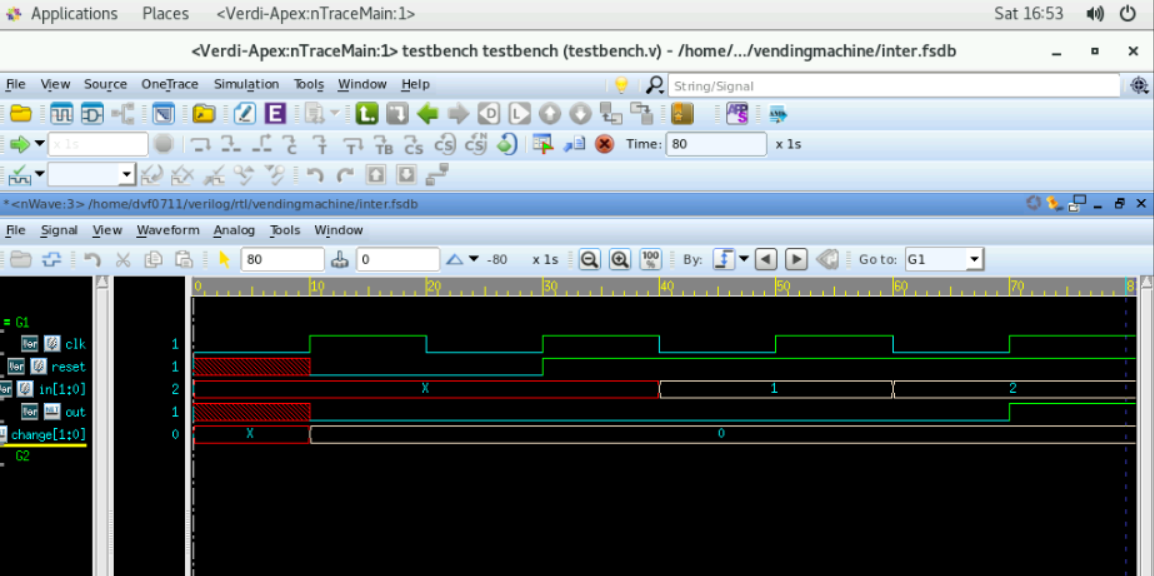 Applications Places <Verdi-Apex:nTraceMain:1> Sat 16:53
<Verdi-Apex:nTraceMain:1> testbench testbench (testbench.v) - /home/.../vendingmachine/inter.fsdb
File View Source OneTrace Simulation Tools Window Help String/Signal
x 1s Time: 80 x 1s
*<nWave:3> /home/dvf0711/verilog/rtl/vendingmachine/inter.fsdb
File Signal View Waveform Analog Tools Window
80 0 -80 x 1s 100 % By: Go to: G1
0 10 20 30 40 50 60 70 8
= G1
clk 1
reset 1
in[1:0] 2 X 1 2
out 1
change[1:0] 0 X 0
G2